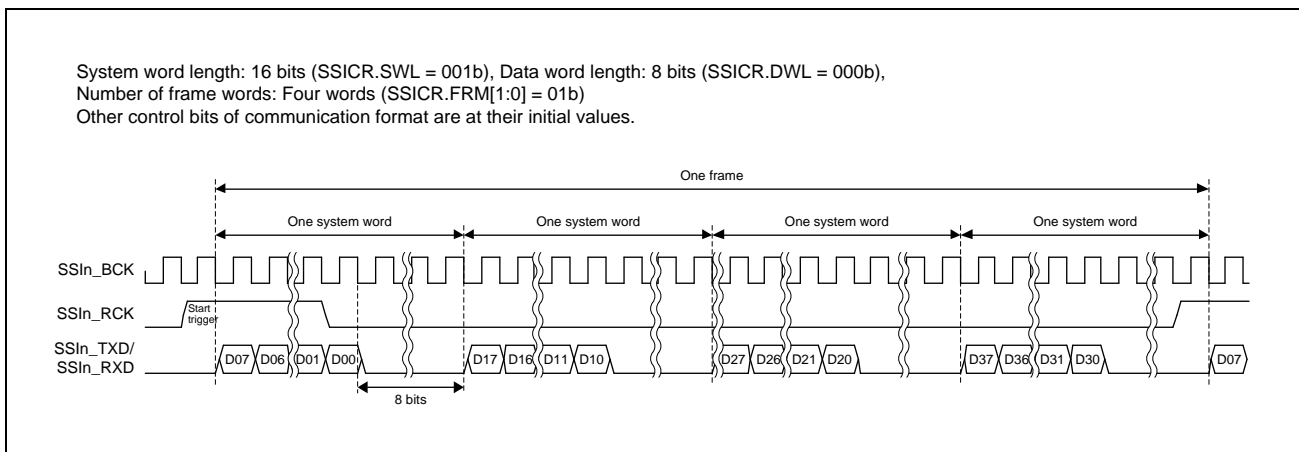 System word length: 16 bits (SSICR.SWL = 001b), Data word length: 8 bits (SSICR.DWL = 000b),
Number of frame words: Four words (SSICR.FRM[1:0] = 01b)
Other control bits of communication format are at their initial values.
One frame
One system word One system word One system word One system word
SSIn_BCK
SSIn_RCK
Start
trigger
SSIn_TXD/
SSIn_RXD
D07 D06 D01 D00 D17 D16 D11 D10 D27 D26 D21 D20 D37 D36 D31 D30 D07
8 bits